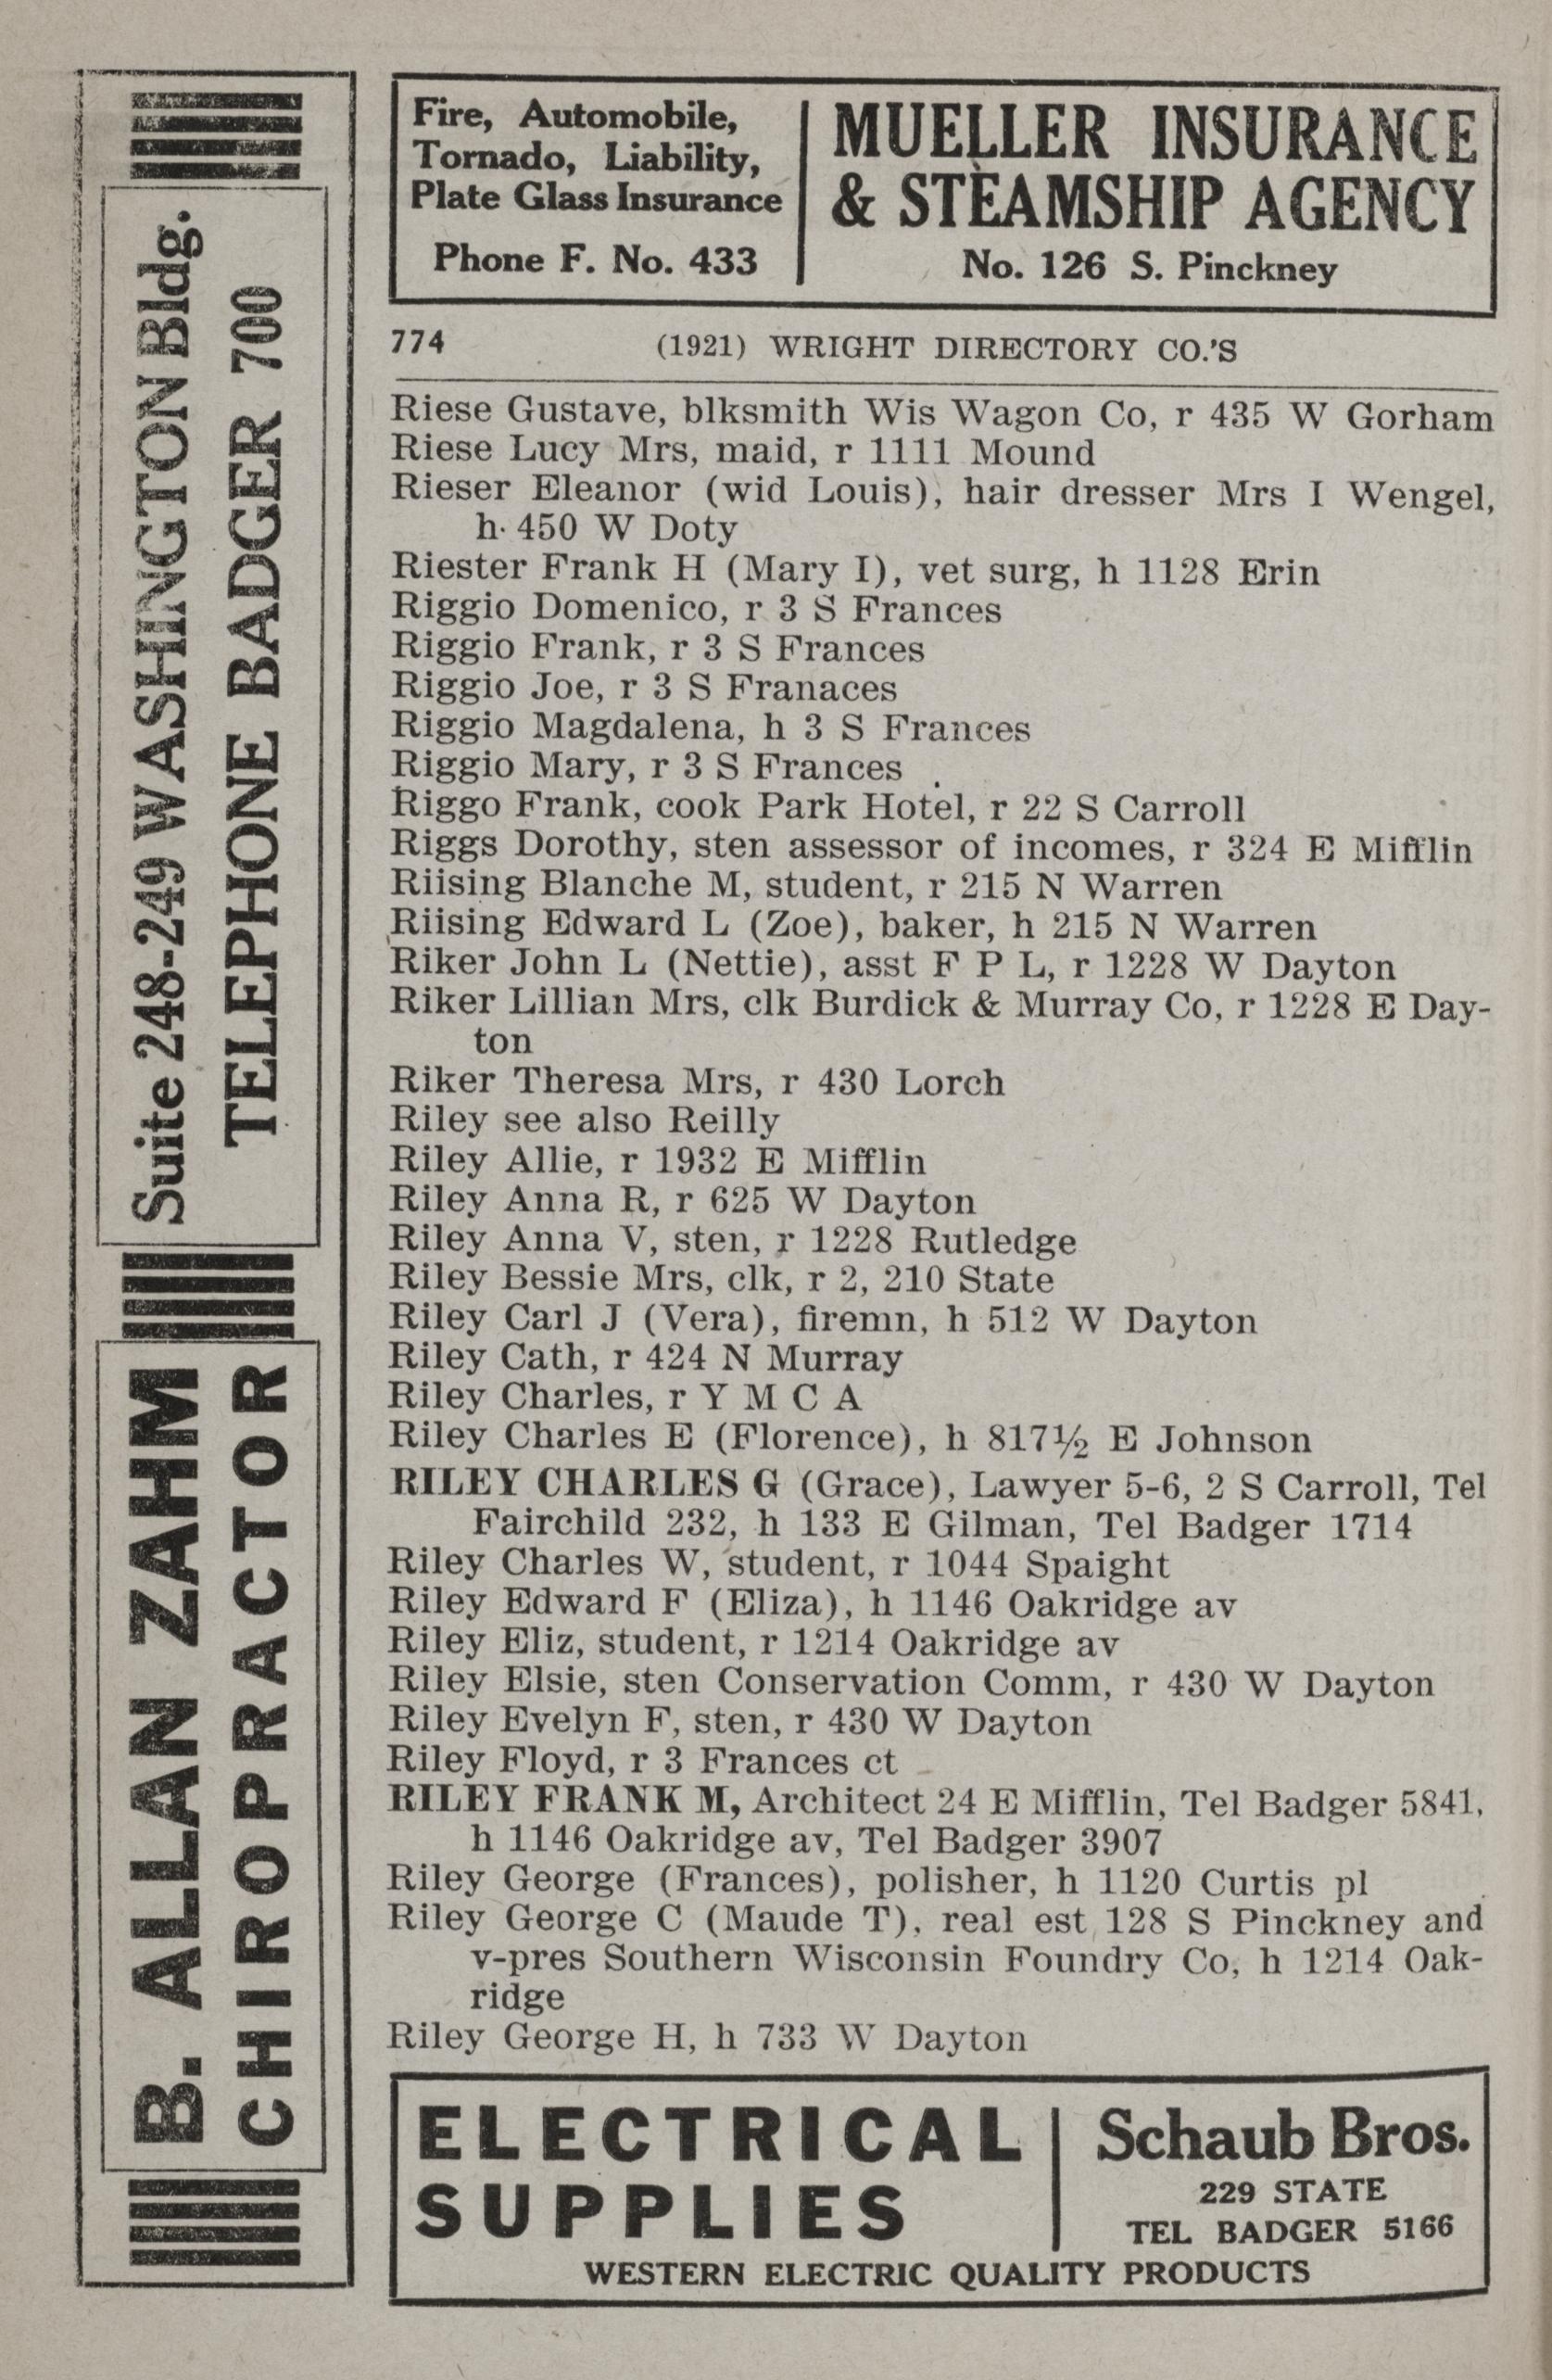 Fire, Automobile,
Tornado, Liability,
Plate Glass Insurance
Phone F. No. 433
MUELLER INSURANCE
& STEAMSHIP AGENCY
No. 126 S. Pinckney
774 (1921) WRIGHT DIRECTORY CO.'S
Riese Gustave, blksmith Wis Wagon Co, r 435 W Gorham
Riese Lucy Mrs, maid, r 1111 Mound
Rieser Eleanor (wid Louis), hair dresser Mrs I Wengel,
h 450 W Doty
Riester Frank H (Mary I), vet surg, h 1128 Erin
Riggio Domenico, r 3 S Frances
Riggio Frank, r 3 S Frances
Riggio Joe, r 3 S Franaces
Riggio Magdalena, h 3 S Frances
Riggio Mary, r 3 S Frances
Riggo Frank, cook Park Hotel, r 22 S Carroll
Riggs Dorothy, sten assessor of incomes, r 324 E Mifflin
Riising Blanche M, student, r 215 N Warren
Riising Edward L (Zoe), baker, h 215 N Warren
Riker John L (Nettie), asst F P L, r 1228 W Dayton
Riker Lillian Mrs, clk Burdick & Murray Co, r 1228 E Day-
ton
Riker Theresa Mrs, r 430 Lorch
Riley see also Reilly
Riley Allie, r 1932 E Mifflin
Riley Anna R, r 625 W Dayton
Riley Anna V, sten, r 1228 Rutledge
Riley Bessie Mrs, clk, r 2, 210 State
Riley Carl J (Vera), firemn, h 512 W Dayton
Riley Cath, r 424 N Murray
Riley Charles, r Y M C A
Riley Charles E (Florence), h 817½ E Johnson
RILEY CHARLES G (Grace), Lawyer 5-6, 2 S Carroll, Tel
Fairchild 232, h 133 E Gilman, Tel Badger 1714
Riley Charles W, student, r 1044 Spaight
Riley Edward F (Eliza), h 1146 Oakridge av
Riley Eliz, student, r 1214 Oakridge av
Riley Elsie, sten Conservation Comm, r 430 W Dayton
Riley Evelyn F, sten, r 430 W Dayton
Riley Floyd, r 3 Frances ct
RILEY FRANK M, Architect 24 E Mifflin, Tel Badger 5841,
h 1146 Oakridge av, Tel Badger 3907
Riley George (Frances), polisher, h 1120 Curtis pl
Riley George C (Maude T), real est 128 S Pinckney and
v-pres Southern Wisconsin Foundry Co, h 1214 Oak-
ridge
Riley George H, h 733 W Dayton
B. ALLAN ZAHM
CHIROPRACTOR
Suite 248-249 WASHINGTON Bldg.
TELEPHONE BADGER 700
ELECTRICAL
SUPPLIES
Schaub Bros.
229 STATE
TEL BADGER 5166
WESTERN ELECTRIC QUALITY PRODUCTS